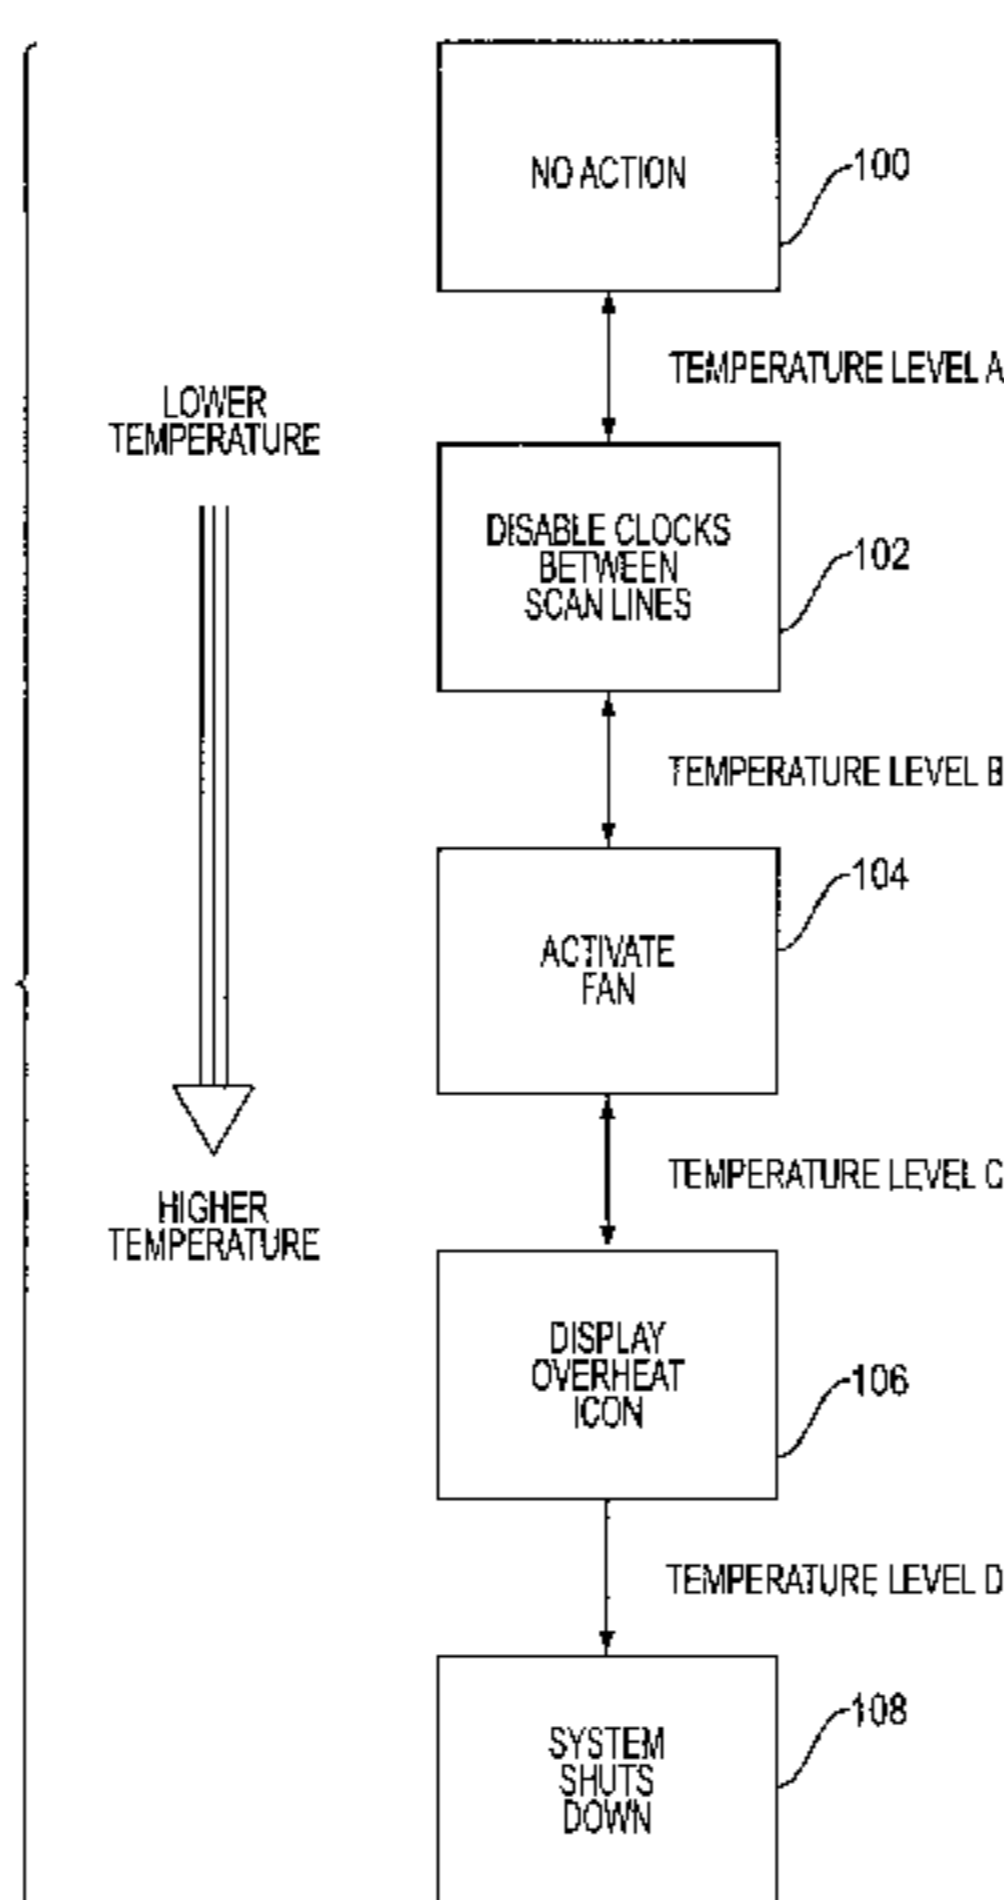 NO ACTION
100
TEMPERATURE LEVEL A
LOWER
TEMPERATURE
DISABLE CLOCKS
BETWEEN
SCAN LINES
102
TEMPERATURE LEVEL B
104
ACTIVATE
FAN
TEMPERATURE LEVEL C
HIGHER
TEMPERATURE
DISPLAY
OVERHEAT
ICON
106
TEMPERATURE LEVEL D
108
SYSTEM
SHUTS
DOWN